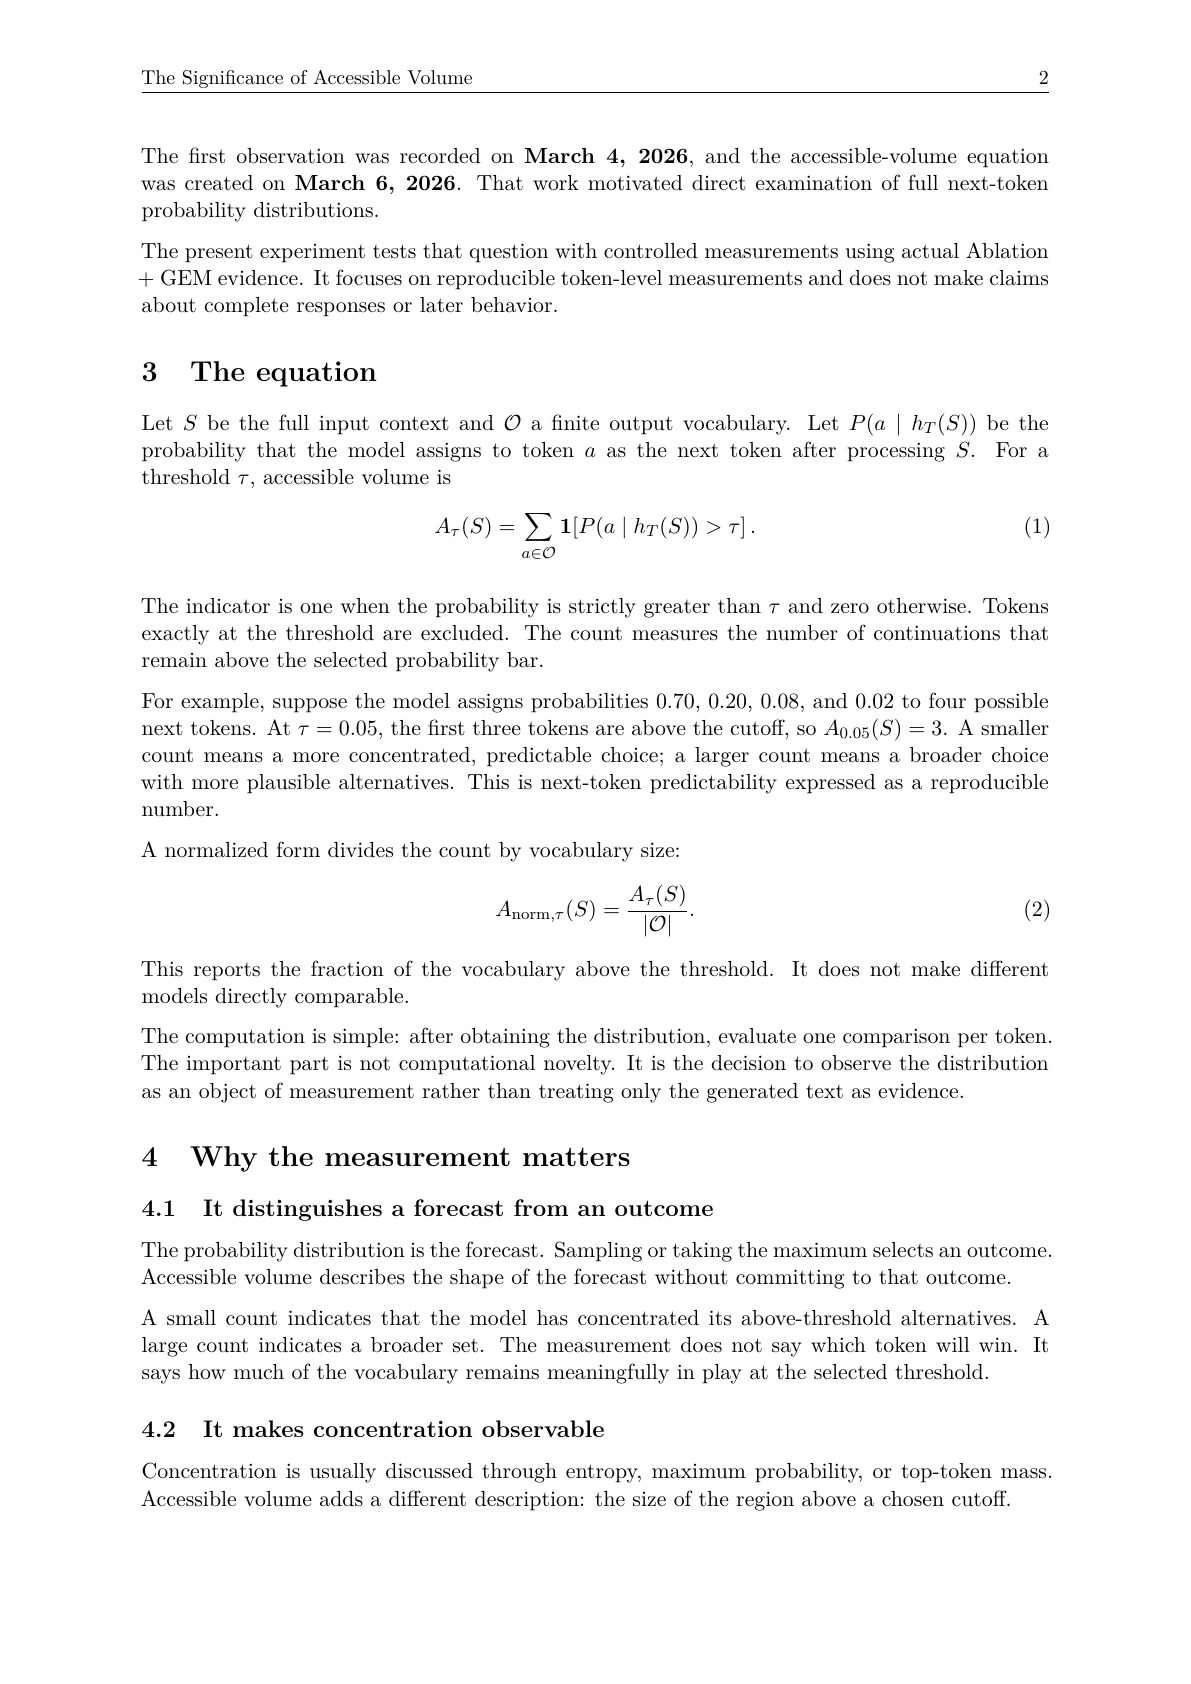 The Significance of Accessible Volume 2
The first observation was recorded on March 4, 2026, and the accessible-volume equation
was created on March 6, 2026. That work motivated direct examination of full next-token
probability distributions.
The present experiment tests that question with controlled measurements using actual Ablation
+ GEM evidence. It focuses on reproducible token-level measurements and does not make claims
about complete responses or later behavior.
3 The equation
Let S be the full input context and 𝒪 a finite output vocabulary. Let P(a | h_T(S)) be the
probability that the model assigns to token a as the next token after processing S. For a
threshold τ, accessible volume is
A_τ(S) = ∑_{a∈𝒪} 𝟏[P(a | h_T(S)) > τ] . (1)
The indicator is one when the probability is strictly greater than τ and zero otherwise. Tokens
exactly at the threshold are excluded. The count measures the number of continuations that
remain above the selected probability bar.
For example, suppose the model assigns probabilities 0.70, 0.20, 0.08, and 0.02 to four possible
next tokens. At τ = 0.05, the first three tokens are above the cutoff, so A_{0.05}(S) = 3. A smaller
count means a more concentrated, predictable choice; a larger count means a broader choice
with more plausible alternatives. This is next-token predictability expressed as a reproducible
number.
A normalized form divides the count by vocabulary size:
A_{norm,τ}(S) = A_τ(S) / |𝒪|. (2)
This reports the fraction of the vocabulary above the threshold. It does not make different
models directly comparable.
The computation is simple: after obtaining the distribution, evaluate one comparison per token.
The important part is not computational novelty. It is the decision to observe the distribution
as an object of measurement rather than treating only the generated text as evidence.
4 Why the measurement matters
4.1 It distinguishes a forecast from an outcome
The probability distribution is the forecast. Sampling or taking the maximum selects an outcome.
Accessible volume describes the shape of the forecast without committing to that outcome.
A small count indicates that the model has concentrated its above-threshold alternatives. A
large count indicates a broader set. The measurement does not say which token will win. It
says how much of the vocabulary remains meaningfully in play at the selected threshold.
4.2 It makes concentration observable
Concentration is usually discussed through entropy, maximum probability, or top-token mass.
Accessible volume adds a different description: the size of the region above a chosen cutoff.